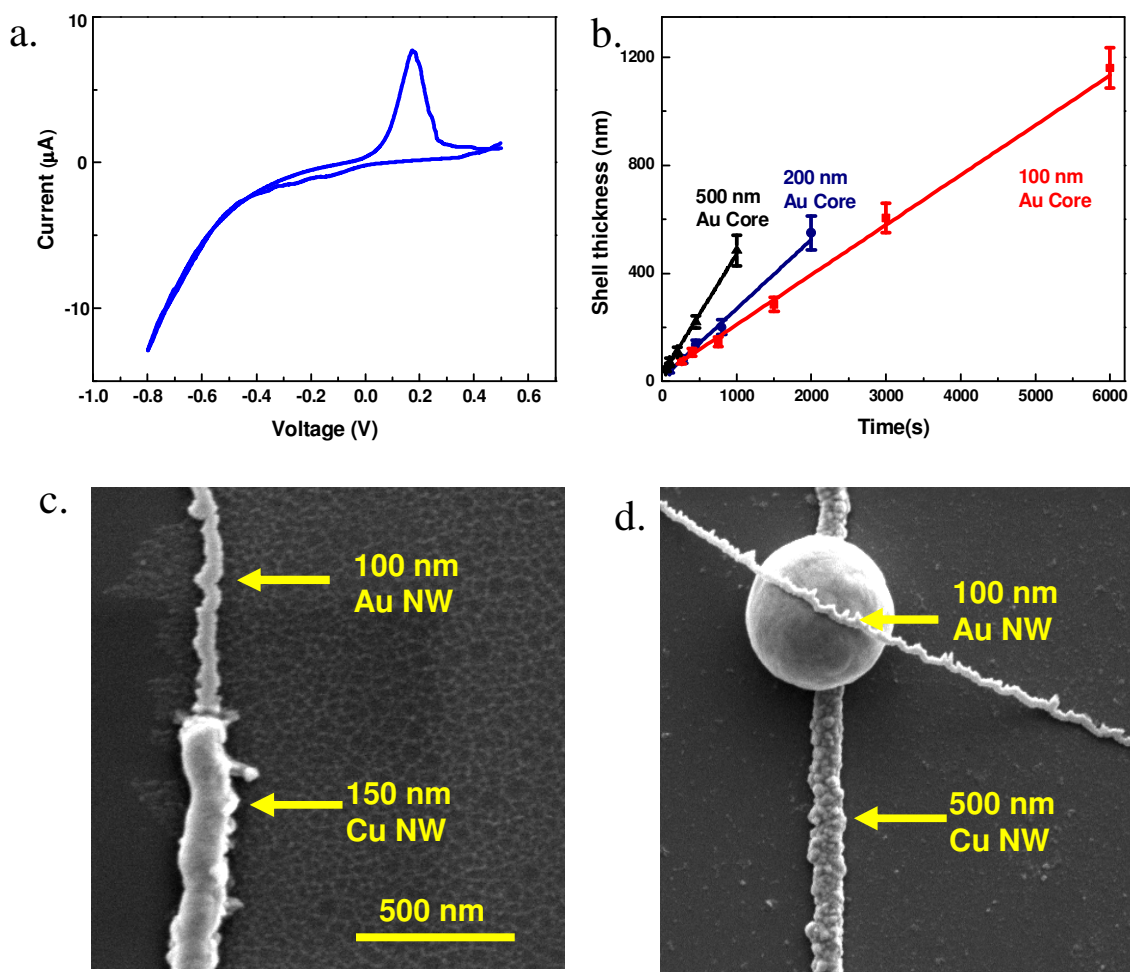 a.
10
0
-10
Current (µA)
-1.0 -0.8 -0.6 -0.4 -0.2 0.0 0.2 0.4 0.6
Voltage (V)
b.
1200
800
400
0
Shell thickness (nm)
500 nm
Au Core
200 nm
Au Core
100 nm
Au Core
0 1000 2000 3000 4000 5000 6000
Time(s)
c.
100 nm
Au NW
150 nm
Cu NW
500 nm
d.
100 nm
Au NW
500 nm
Cu NW